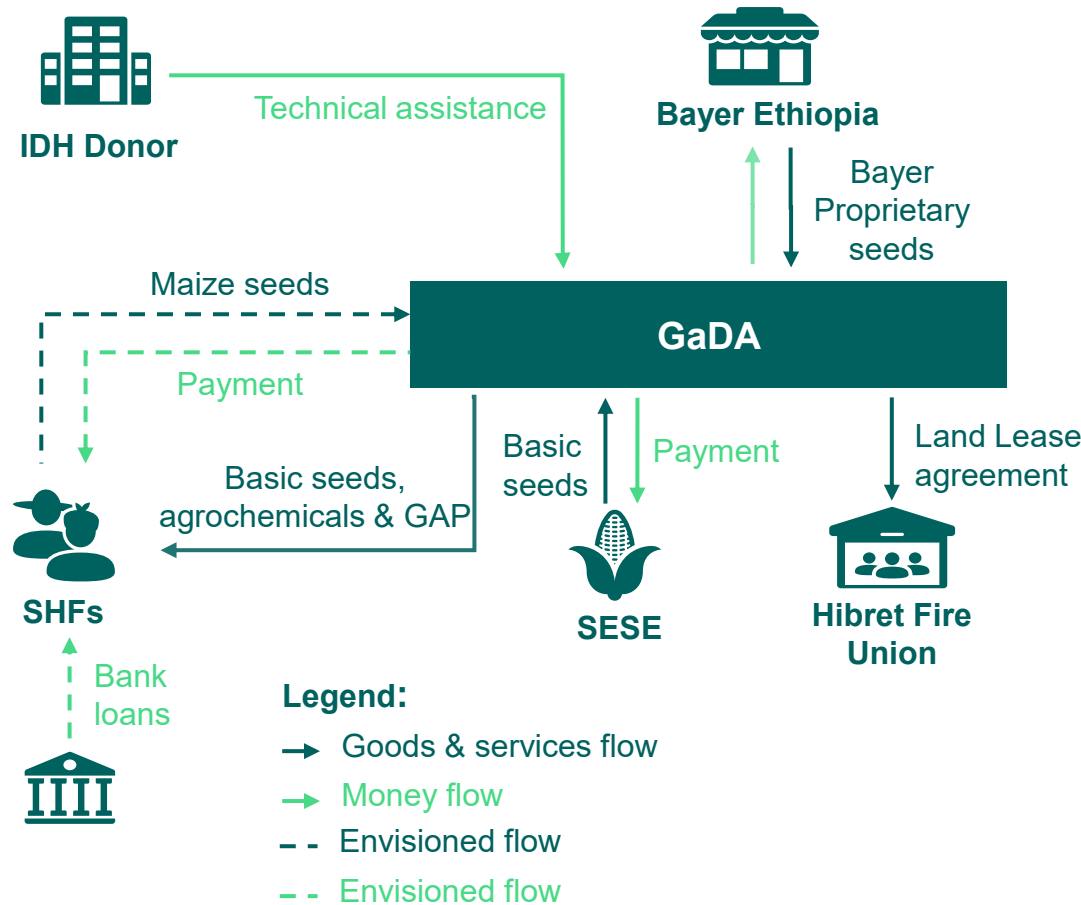 IDH Donor
Technical assistance
Bayer Ethiopia
Bayer
Proprietary
seeds
Maize seeds
GaDA
Payment
Basic seeds,
agrochemicals & GAP
Basic
seeds
Payment
Land Lease
agreement
SHFs
SESE
Hibret Fire
Union
Bank
loans
Legend:
Goods & services flow
Money flow
Envisioned flow
Envisioned flow